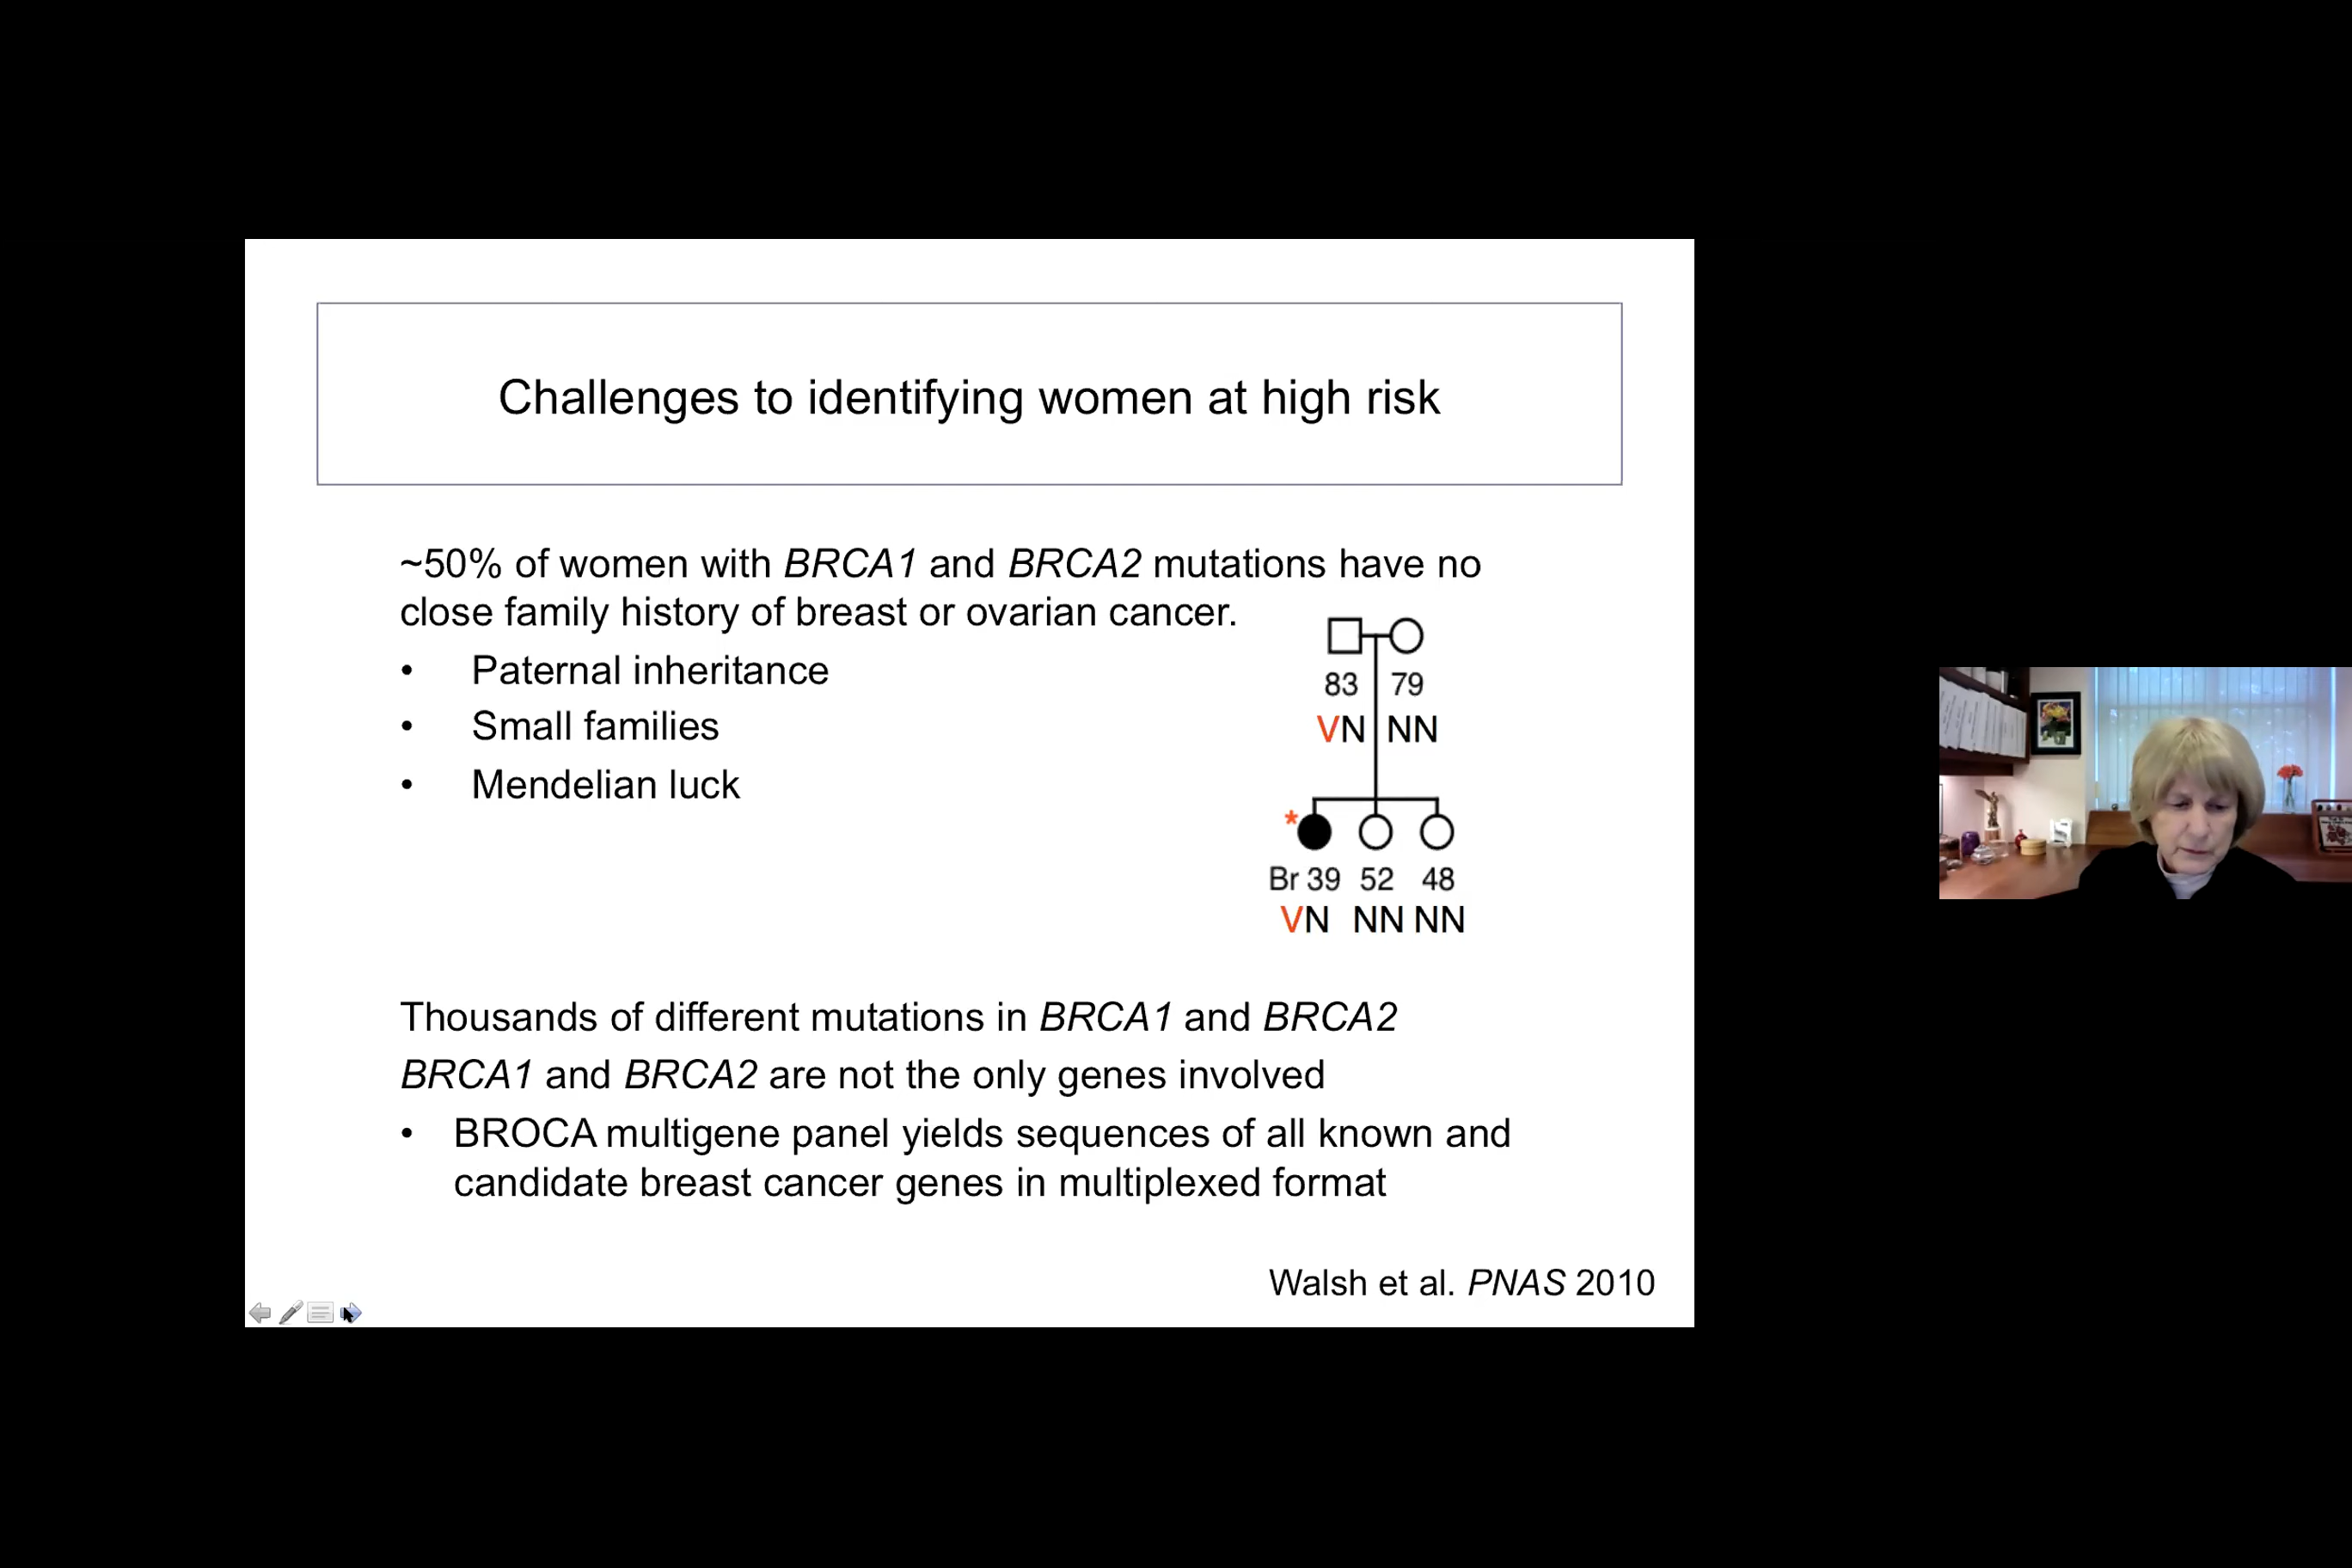 Challenges to identifying women at high risk
~50% of women with BRCA1 and BRCA2 mutations have no
close family history of breast or ovarian cancer.
• Paternal inheritance
• Small families
• Mendelian luck
83 79
VN NN
*
Br 39 52 48
VN NN NN
Thousands of different mutations in BRCA1 and BRCA2
BRCA1 and BRCA2 are not the only genes involved
• BROCA multigene panel yields sequences of all known and
candidate breast cancer genes in multiplexed format
Walsh et al. PNAS 2010